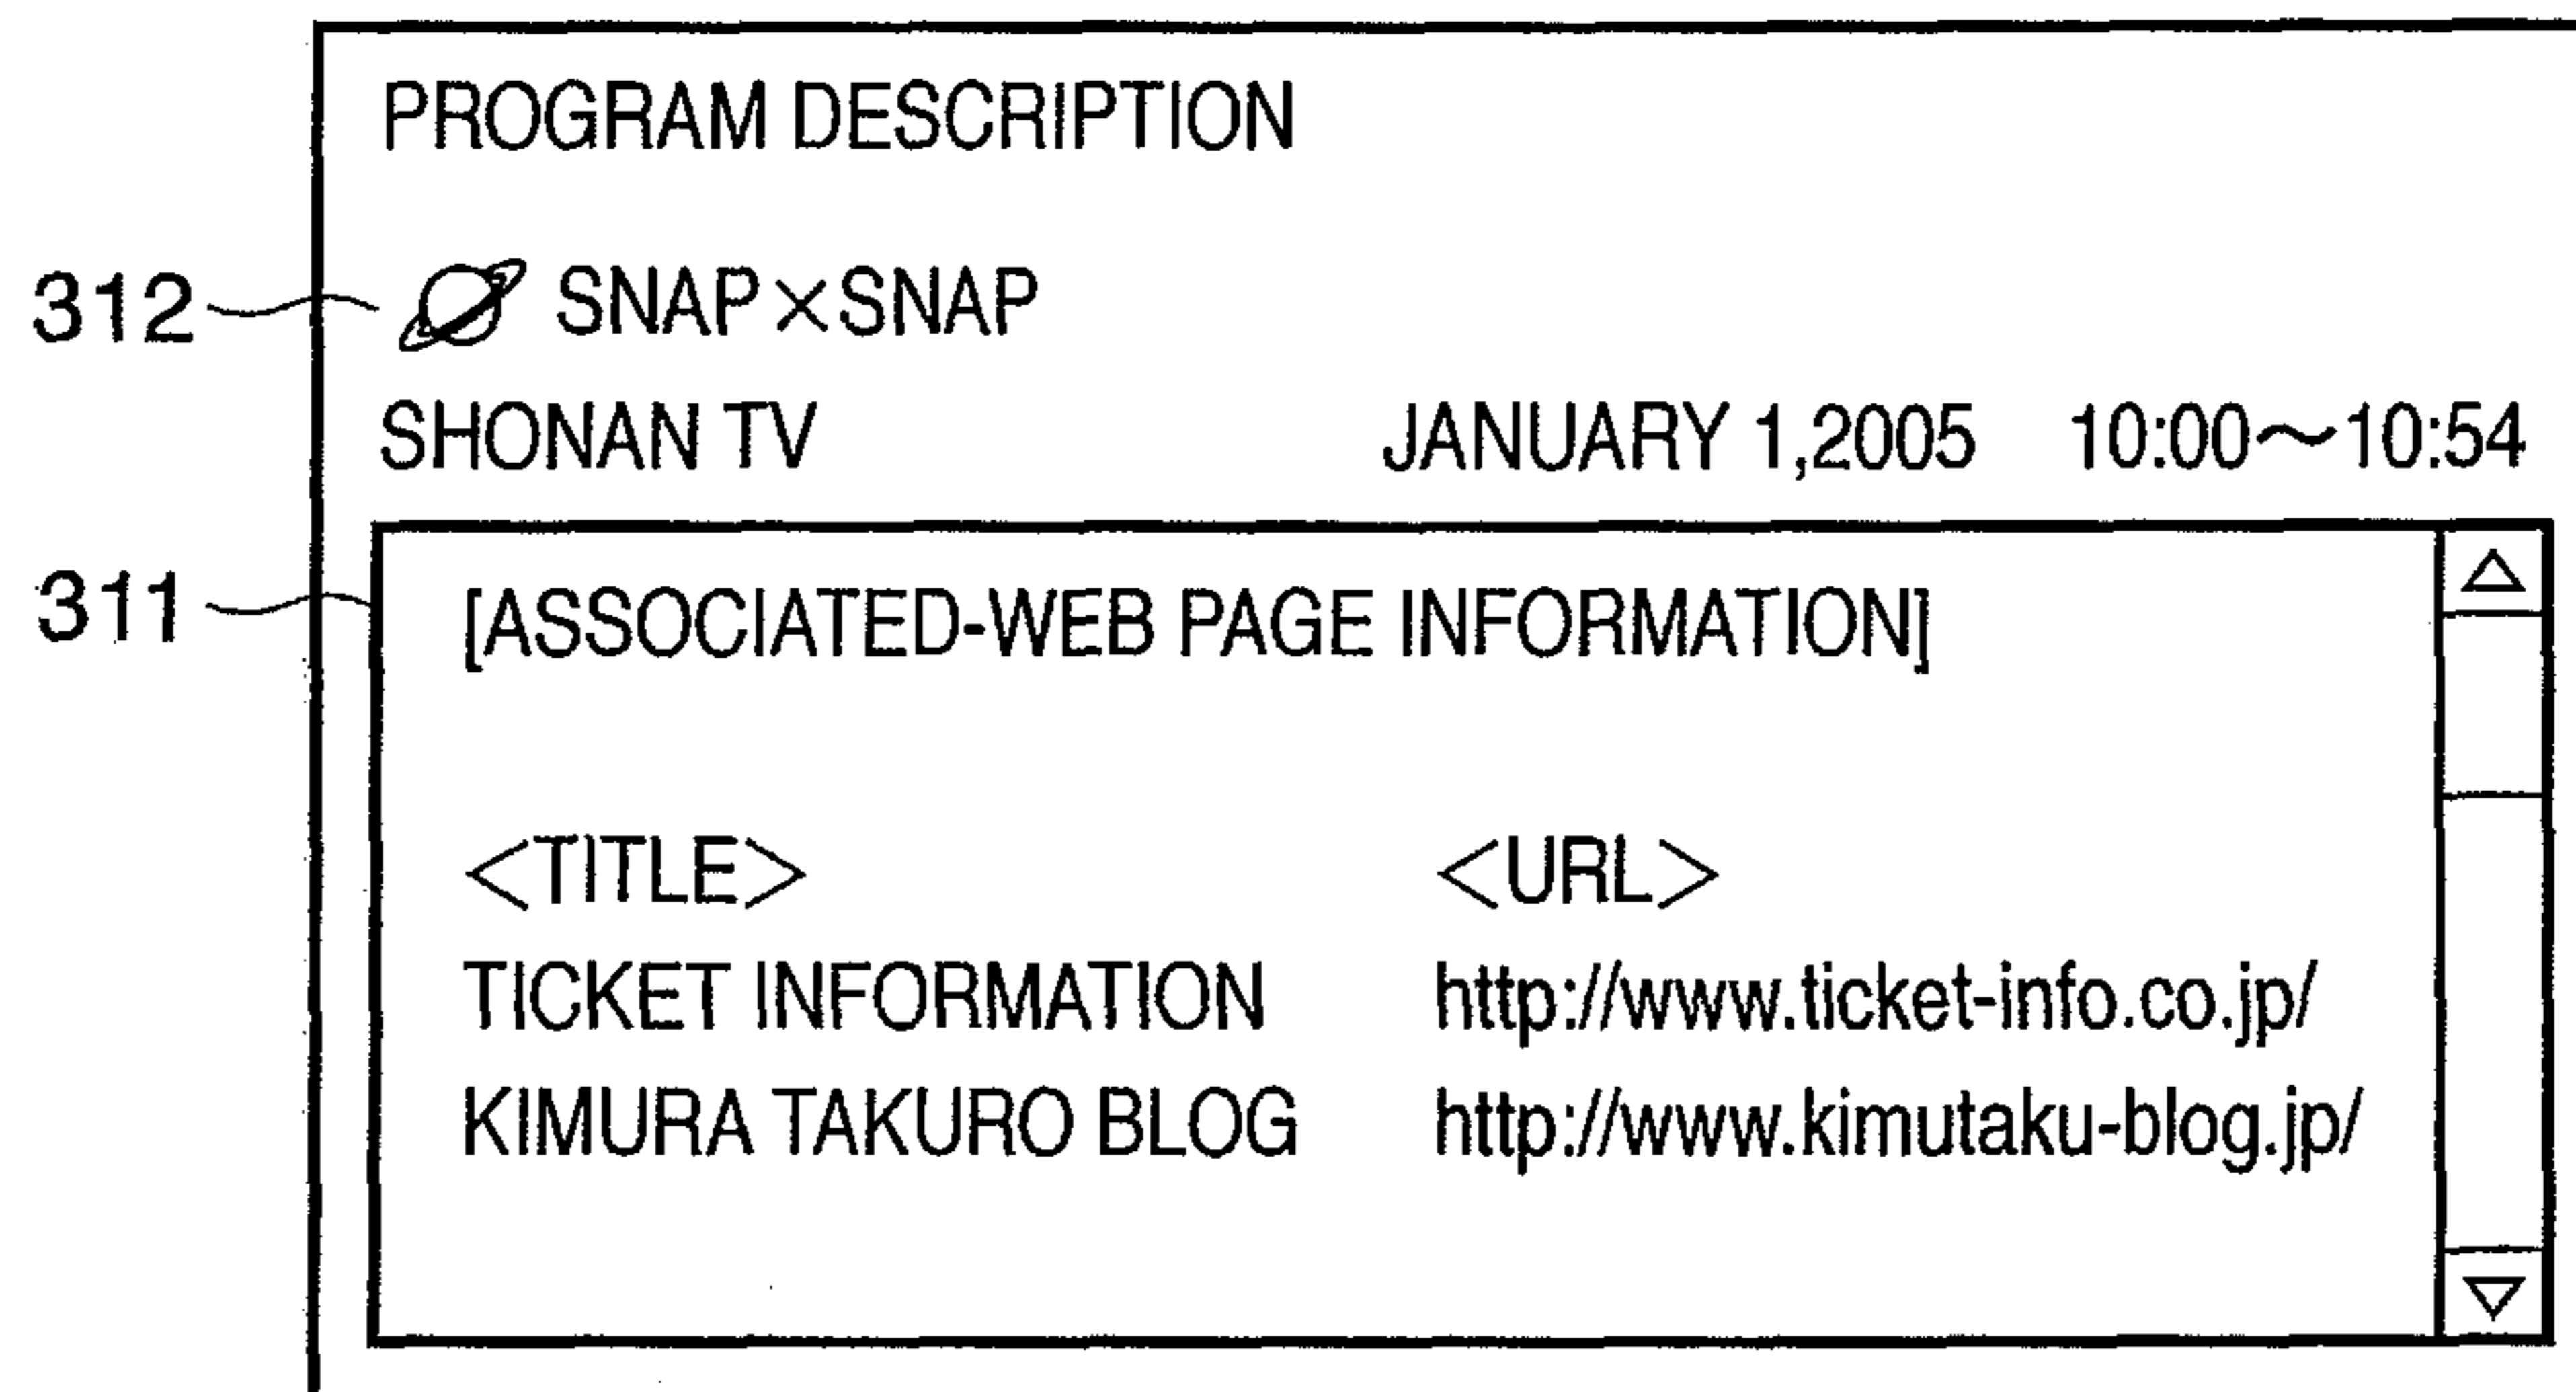 PROGRAM DESCRIPTION
312 SNAP×SNAP
SHONAN TV JANUARY 1,2005 10:00～10:54
311 [ASSOCIATED-WEB PAGE INFORMATION]
<TITLE> <URL>
TICKET INFORMATION http://www.ticket-info.co.jp/
KIMURA TAKURO BLOG http://www.kimutaku-blog.jp/